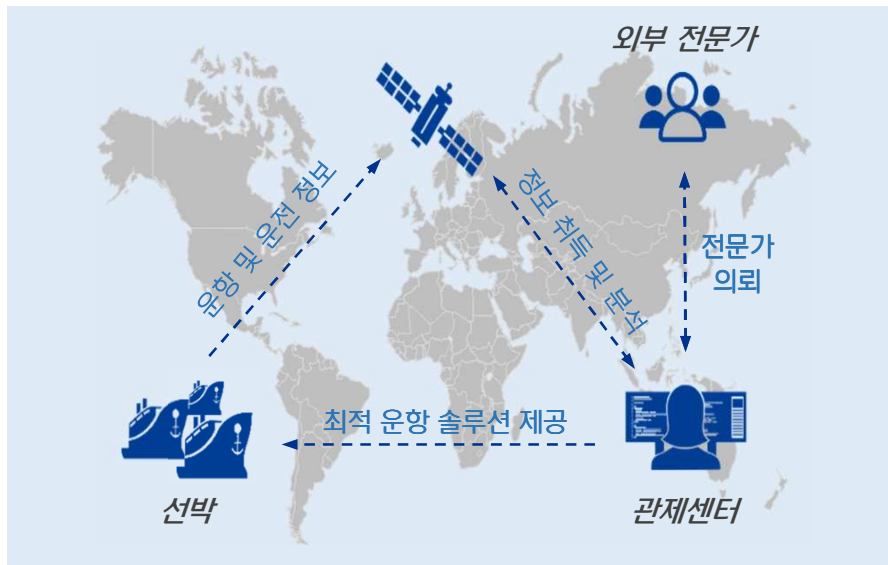 외부 전문가
운항 및 운전 정보
정보 취득 및 분석
전문가
의뢰
최적 운항 솔루션 제공
선박
관제센터